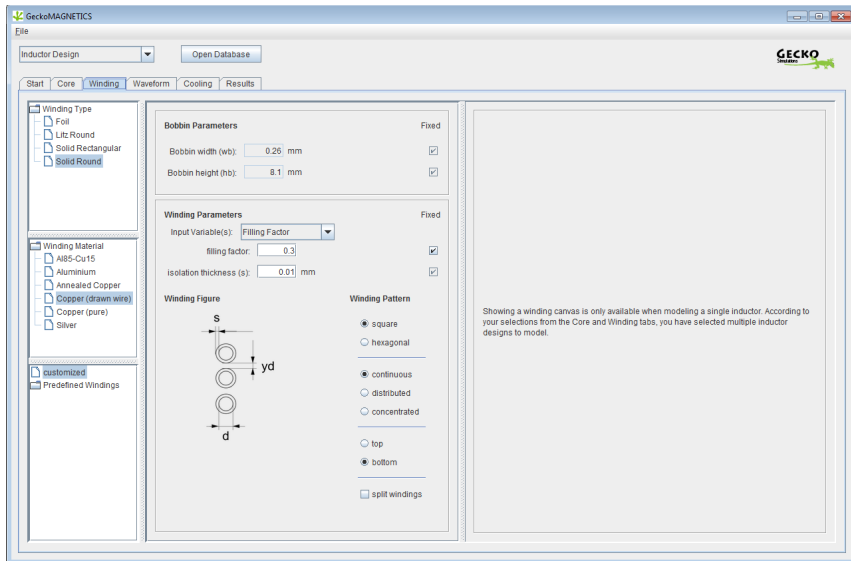 GeckoMAGNETICS
File
Inductor Design
Open Database
GECKO
Simulations
Start Core Winding Waveform Cooling Results
Winding Type
Foil
Litz Round
Solid Rectangular
Solid Round
Winding Material
Al85-Cu15
Aluminium
Annealed Copper
Copper (drawn wire)
Copper (pure)
Silver
customized
Predefined Windings
Bobbin Parameters Fixed
Bobbin width (wb): 0.26 mm
Bobbin height (hb): 8.1 mm
Winding Parameters Fixed
Input Variable(s): Filling Factor
filling factor: 0.3
isolation thickness (s): 0.01 mm
Winding Figure
S
yd
d
Winding Pattern
square
hexagonal
continuous
distributed
concentrated
top
bottom
split windings
Showing a winding canvas is only available when modeling a single inductor. According to
your selections from the Core and Winding tabs, you have selected multiple inductor
designs to model.